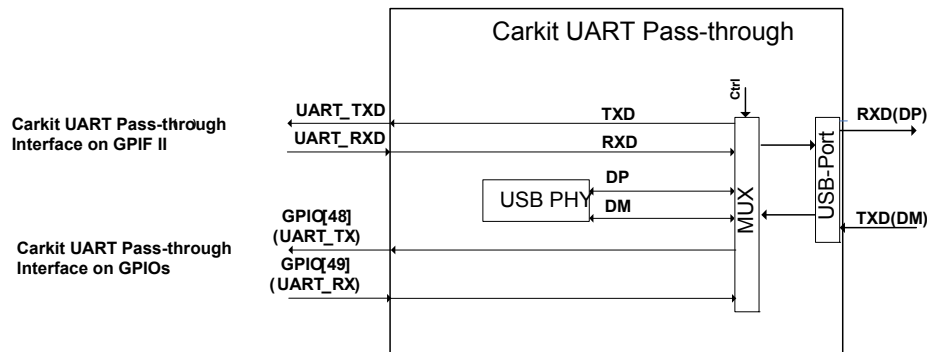 Carkit UART Pass-through
Ctrl
UART_TXD
TXD
RXD(DP)
Carkit UART Pass-through
Interface on GPIF II
UART_RXD
RXD
MUX
USB-Port
DP
USB PHY
DM
TXD(DM)
GPIO[48]
(UART_TX)
Carkit UART Pass-through
Interface on GPIOs
GPIO[49]
(UART_RX)